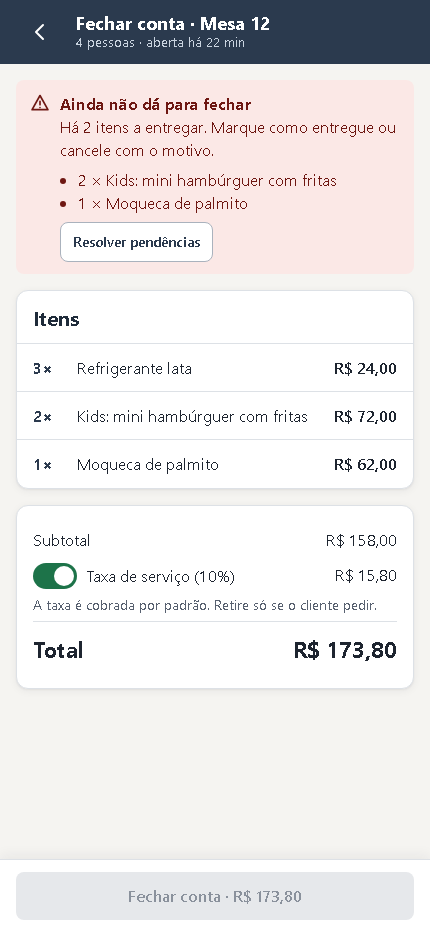 Fechar conta · Mesa 12
4 pessoas · aberta há 22 min
Ainda não dá para fechar
Há 2 itens a entregar. Marque como entregue ou
cancele com o motivo.
• 2 × Kids: mini hambúrguer com fritas
• 1 × Moqueca de palmito
Resolver pendências
Itens
3× Refrigerante lata R$ 24,00
2× Kids: mini hambúrguer com fritas R$ 72,00
1× Moqueca de palmito R$ 62,00
Subtotal R$ 158,00
Taxa de serviço (10%) R$ 15,80
A taxa é cobrada por padrão. Retire só se o cliente pedir.
Total R$ 173,80
Fechar conta · R$ 173,80